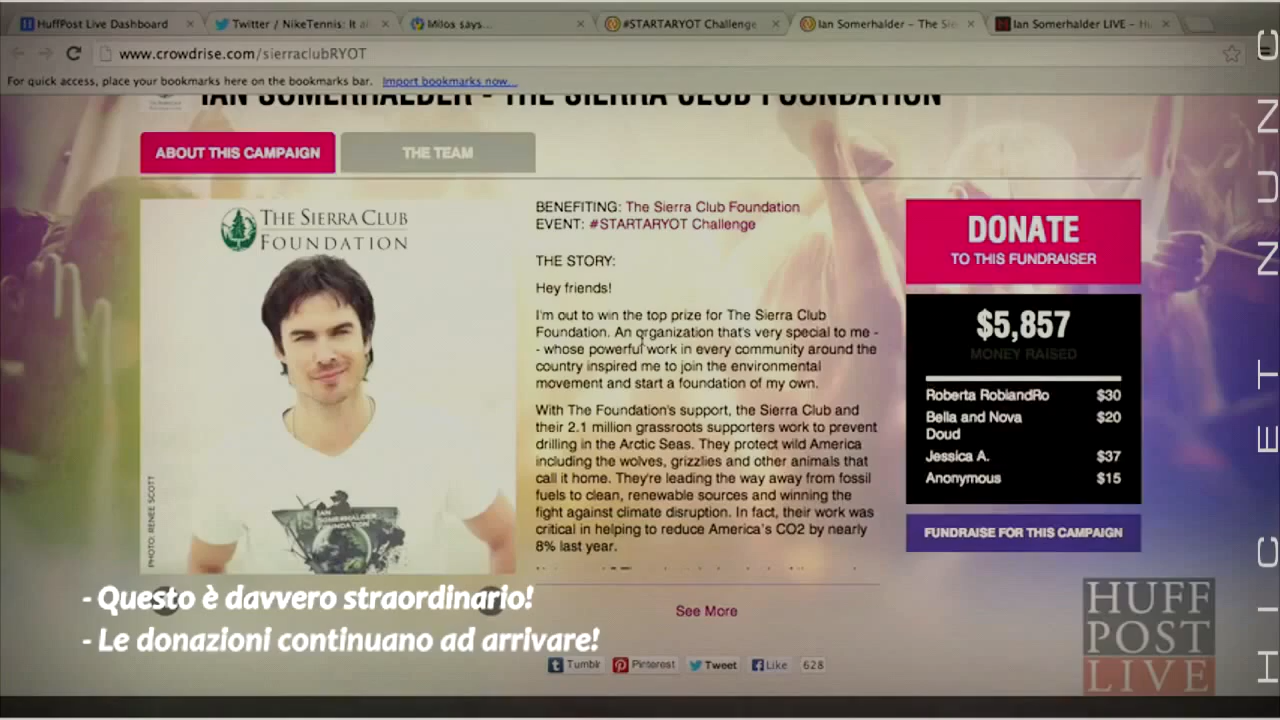 HuffPost Live Dashboard
Twitter / NikeTennis: It al
Milos says...
#STARTARYOT Challenge
Ian Somerhalder – The Sie
Ian Somerhalder LIVE – Hu
www.crowdrise.com/sierraclubRYOT
For quick access, place your bookmarks here on the bookmarks bar. Import bookmarks now...
IAN SOMERHALDER - THE SIERRA CLUB FOUNDATION
ABOUT THIS CAMPAIGN
THE TEAM
THE SIERRA CLUB
FOUNDATION
IS IAN
SOMERHALDER
FOUNDATION
PHOTO: RENEE SCOTT
BENEFITING: The Sierra Club Foundation
EVENT: #STARTARYOT Challenge
THE STORY:
Hey friends!
I'm out to win the top prize for The Sierra Club
Foundation. An organization that's very special to me -
- whose powerful work in every community around the
country inspired me to join the environmental
movement and start a foundation of my own.
With The Foundation's support, the Sierra Club and
their 2.1 million grassroots supporters work to prevent
drilling in the Arctic Seas. They protect wild America
including the wolves, grizzlies and other animals that
call it home. They're leading the way away from fossil
fuels to clean, renewable sources and winning the
fight against climate disruption. In fact, their work was
critical in helping to reduce America's CO2 by nearly
8% last year.
See More
Tumblr
Pinterest
Tweet
Like
628
DONATE
TO THIS FUNDRAISER
$5,857
MONEY RAISED
Roberta RobiandRo $30
Bella and Nova $20
Doud
Jessica A. $37
Anonymous $15
FUNDRAISE FOR THIS CAMPAIGN
- Questo è davvero straordinario!
- Le donazioni continuano ad arrivare!
HUFF
POST
LIVE
HIC ET NUNC